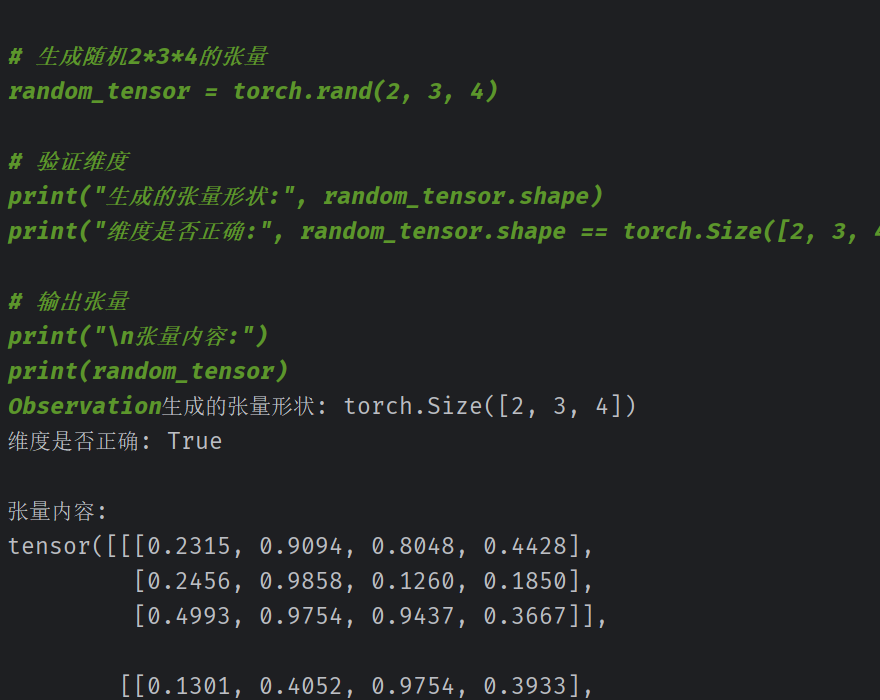 # 生成随机2*3*4的张量
random_tensor = torch.rand(2, 3, 4)
# 验证维度
print("生成的张量形状:", random_tensor.shape)
print("维度是否正确:", random_tensor.shape == torch.Size([2, 3,
# 输出张量
print("\n张量内容:")
print(random_tensor)
Observation生成的张量形状: torch.Size([2, 3, 4])
维度是否正确: True
张量内容:
tensor([[[0.2315, 0.9094, 0.8048, 0.4428],
[0.2456, 0.9858, 0.1260, 0.1850],
[0.4993, 0.9754, 0.9437, 0.3667]],
[[0.1301, 0.4052, 0.9754, 0.3933],